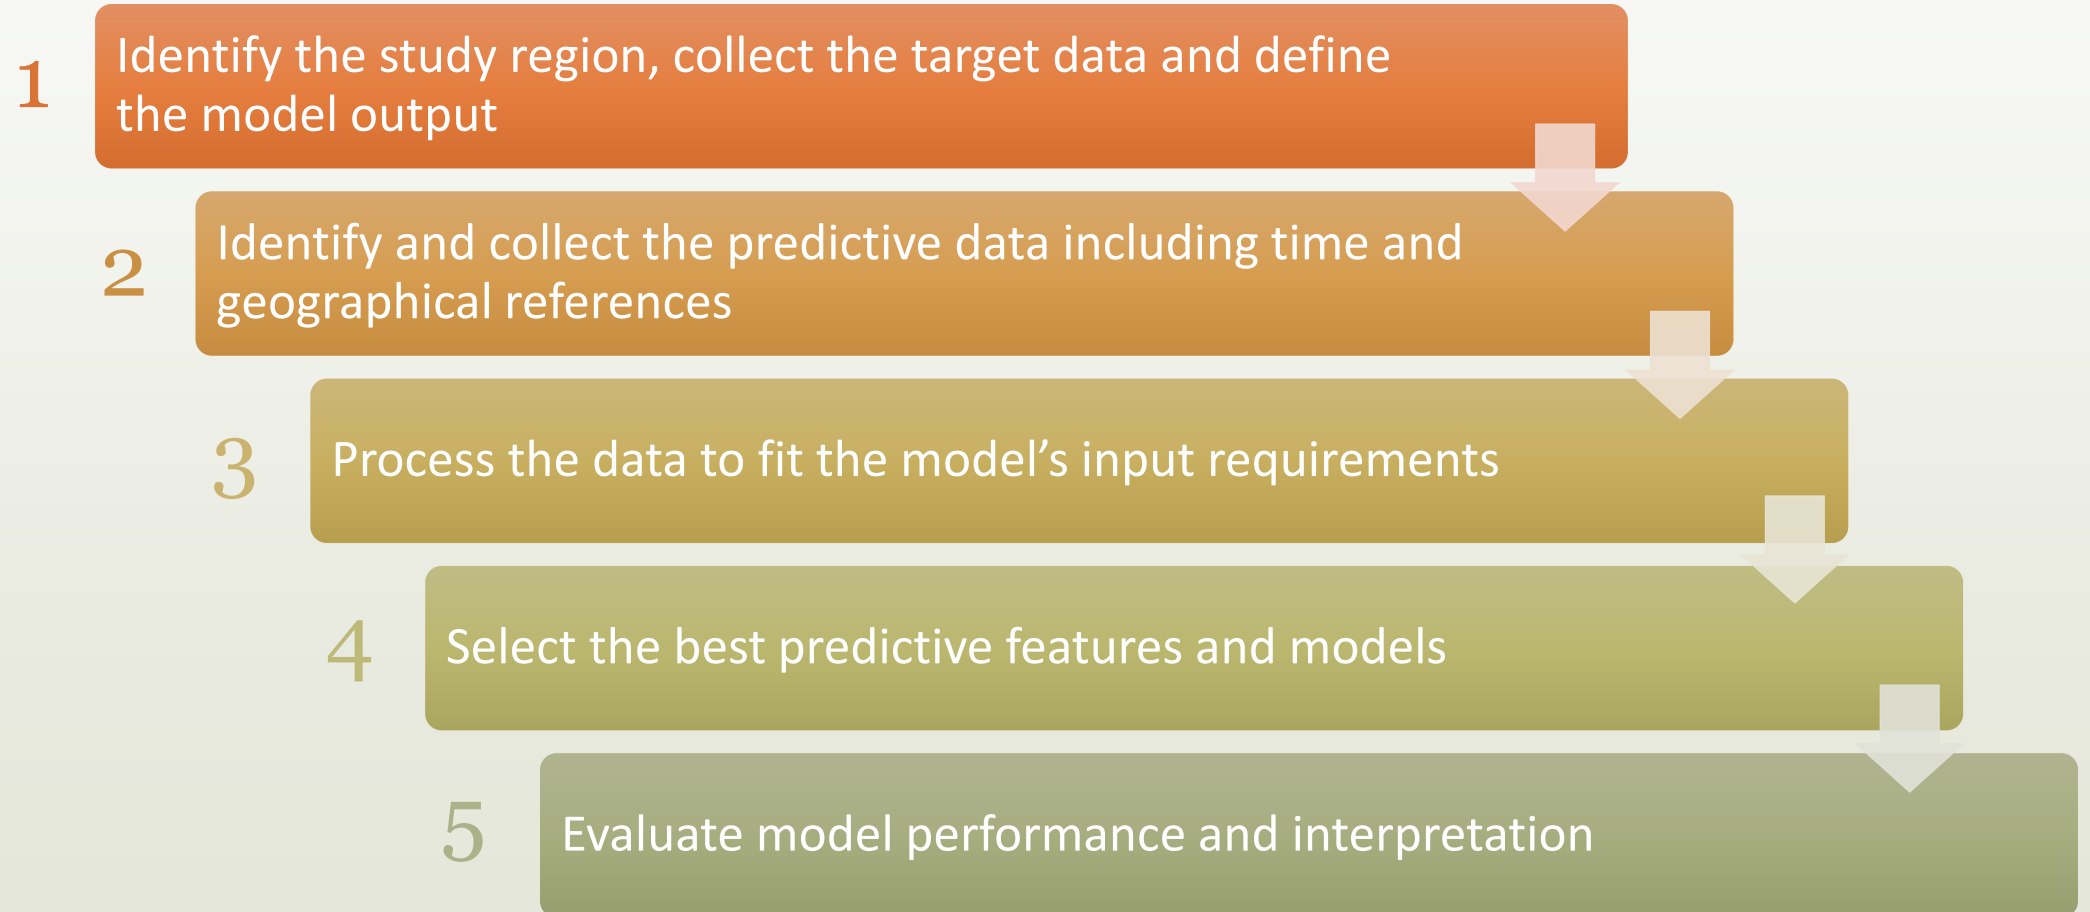 1
Identify the study region, collect the target data and define
the model output
2
Identify and collect the predictive data including time and
geographical references
3
Process the data to fit the model’s input requirements
4
Select the best predictive features and models
5
Evaluate model performance and interpretation